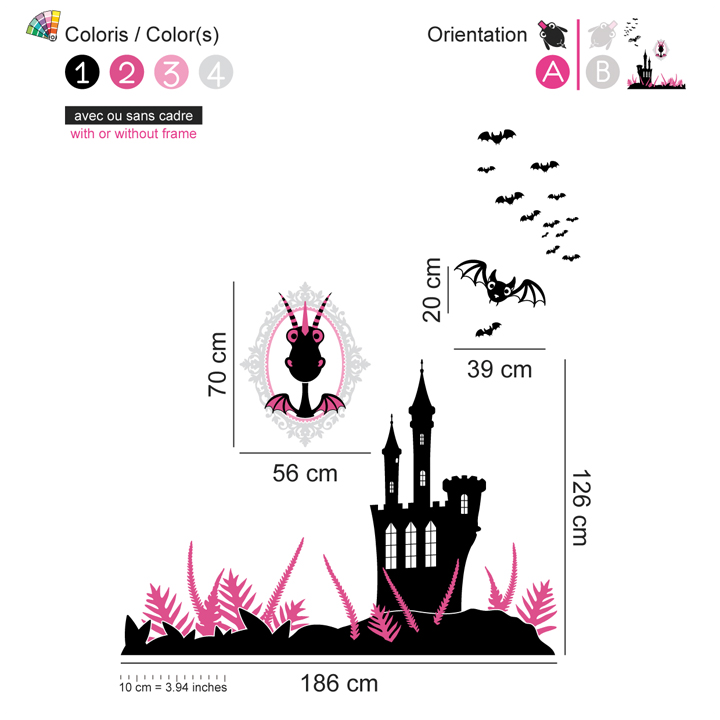 Coloris / Color(s)
1 2 3 4
avec ou sans cadre
with or without frame
Orientation
A B
20 cm
39 cm
70 cm
56 cm
126 cm
186 cm
10 cm = 3.94 inches